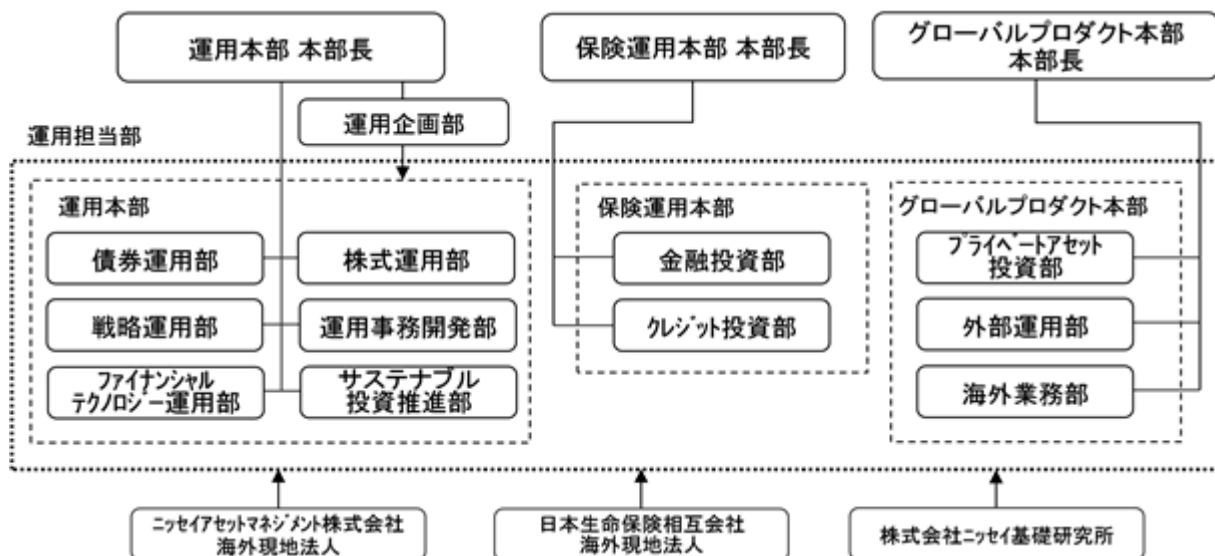 運用本部 本部長
保険運用本部 本部長
グローバルプロダクト本部
本部長
運用企画部
運用担当部
運用本部
債券運用部
株式運用部
戦略運用部
運用事務開発部
ファイナンシャル
テクノロジー運用部
サステナブル
投資推進部
保険運用本部
金融投資部
クレジット投資部
グローバルプロダクト本部
プライベートアセット
投資部
外部運用部
海外業務部
ニッセイアセットマネジメント株式会社
海外現地法人
日本生命保険相互会社
海外現地法人
株式会社ニッセイ基礎研究所